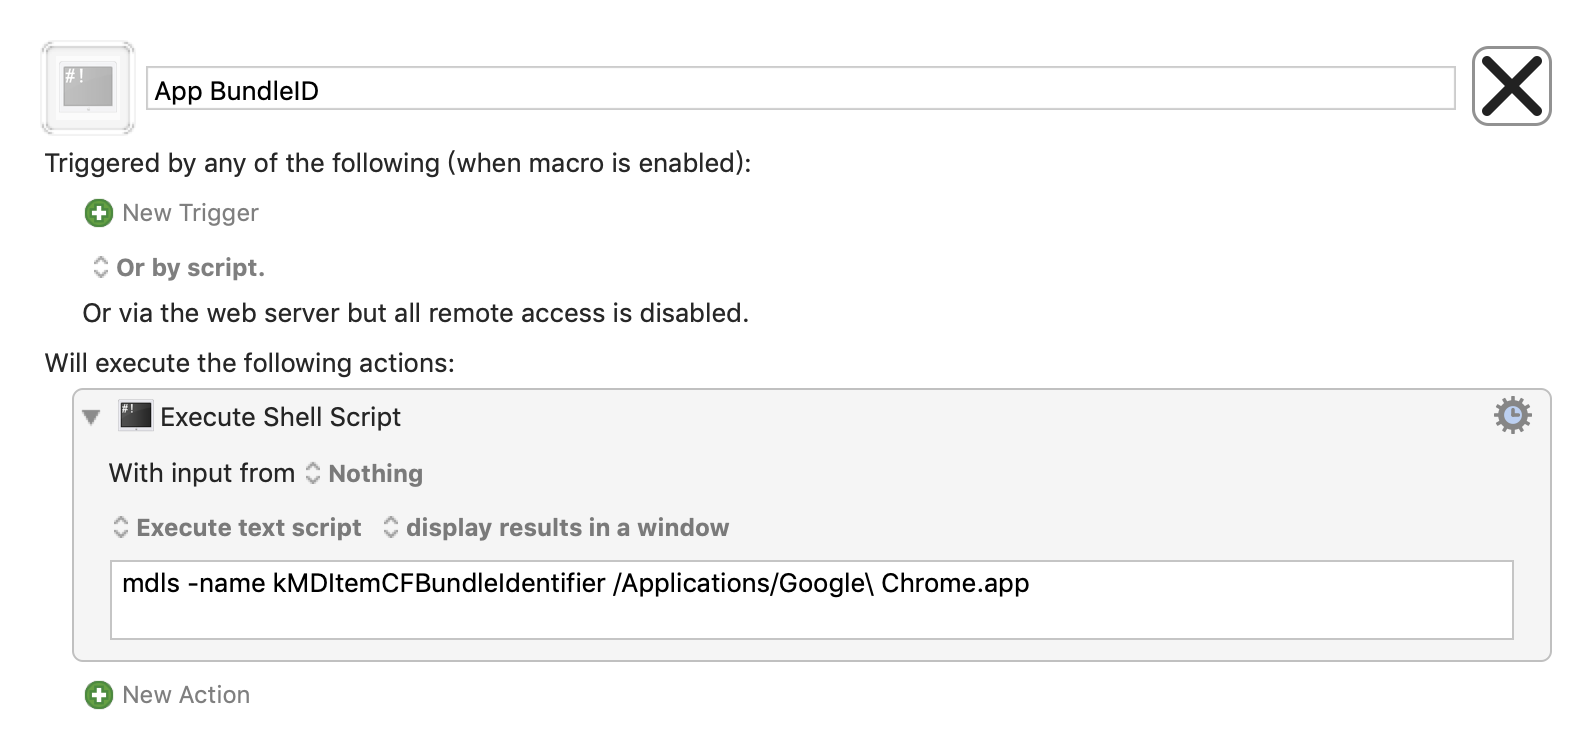 #!
App BundleID
Triggered by any of the following (when macro is enabled):
New Trigger
Or by script.
Or via the web server but all remote access is disabled.
Will execute the following actions:
#! Execute Shell Script
With input from Nothing
Execute text script display results in a window
mdls -name kMDItemCFBundleIdentifier /Applications/Google\ Chrome.app
New Action